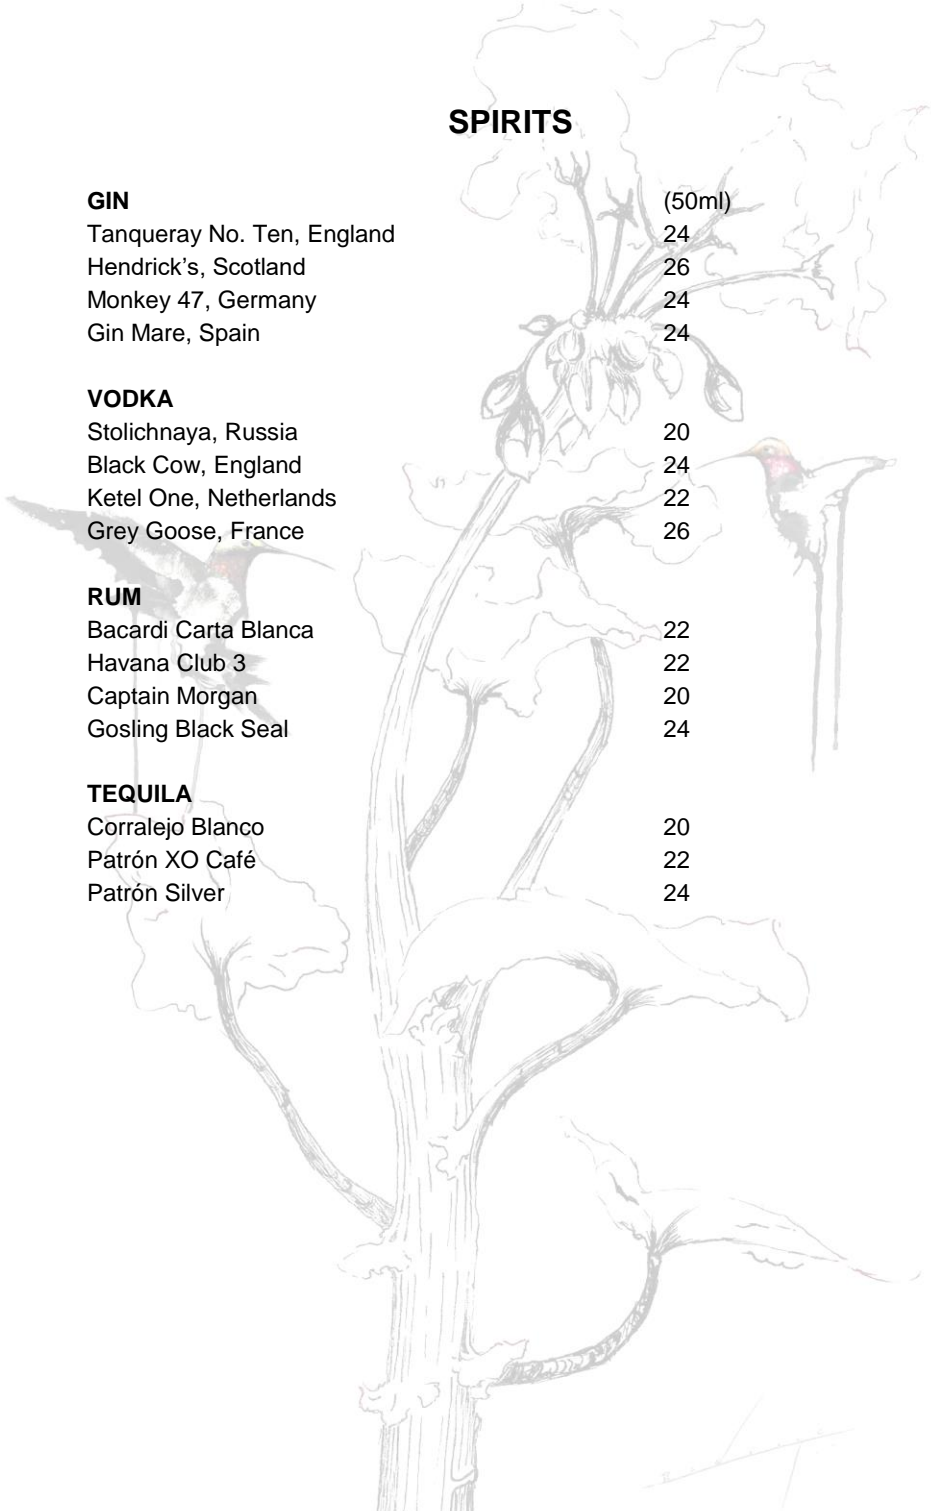 SPIRITS
GIN (50ml)
Tanqueray No. Ten, England 24
Hendrick’s, Scotland 26
Monkey 47, Germany 24
Gin Mare, Spain 24
VODKA
Stolichnaya, Russia 20
Black Cow, England 24
Ketel One, Netherlands 22
Grey Goose, France 26
RUM
Bacardi Carta Blanca 22
Havana Club 3 22
Captain Morgan 20
Gosling Black Seal 24
TEQUILA
Corralejo Blanco 20
Patrón XO Café 22
Patrón Silver 24